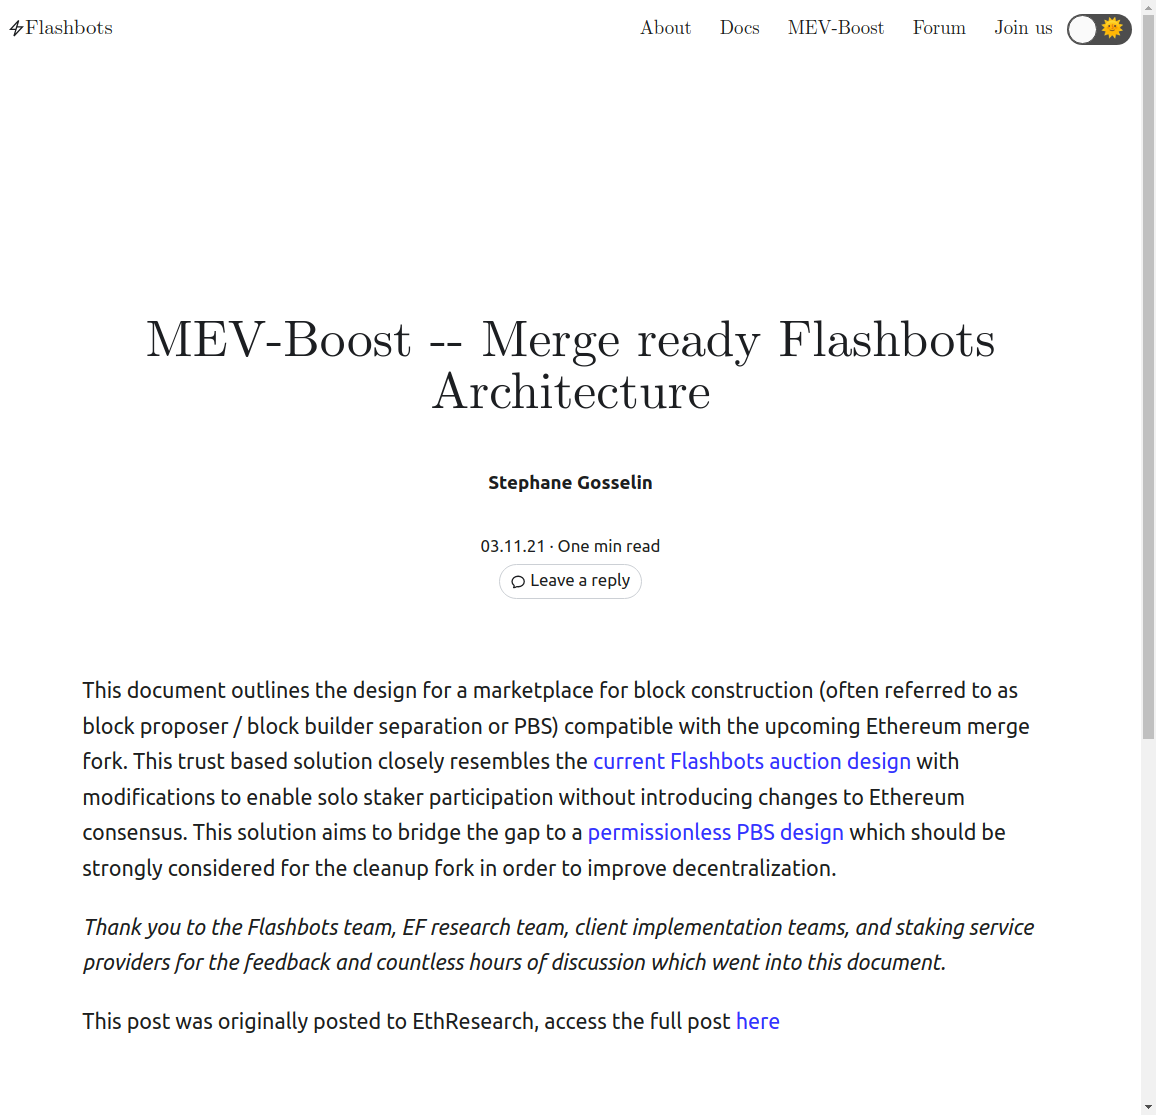 Flashbots
About Docs MEV-Boost Forum Join us
MEV-Boost -- Merge ready Flashbots
Architecture
Stephane Gosselin
03.11.21 · One min read
Leave a reply
This document outlines the design for a marketplace for block construction (often referred to as
block proposer / block builder separation or PBS) compatible with the upcoming Ethereum merge
fork. This trust based solution closely resembles the current Flashbots auction design with
modifications to enable solo staker participation without introducing changes to Ethereum
consensus. This solution aims to bridge the gap to a permissionless PBS design which should be
strongly considered for the cleanup fork in order to improve decentralization.
Thank you to the Flashbots team, EF research team, client implementation teams, and staking service
providers for the feedback and countless hours of discussion which went into this document.
This post was originally posted to EthResearch, access the full post here